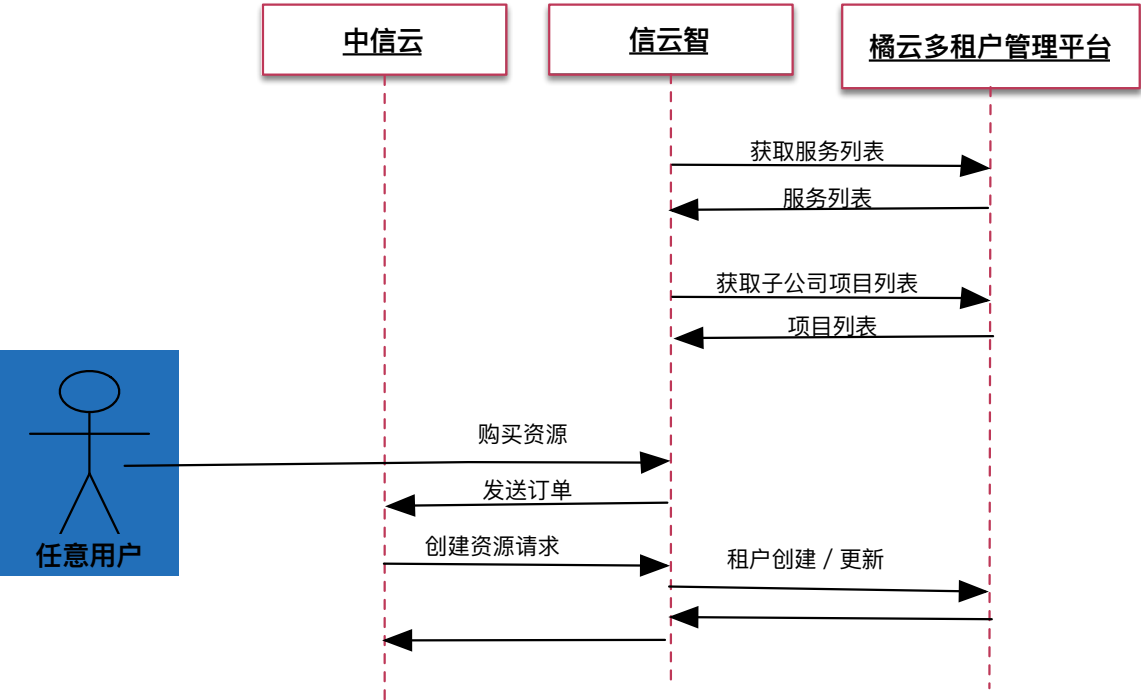 中信云
信云智
橘云多租户管理平台
获取服务列表
服务列表
获取子公司项目列表
项目列表
购买资源
发送订单
创建资源请求
租户创建 / 更新
任意用户